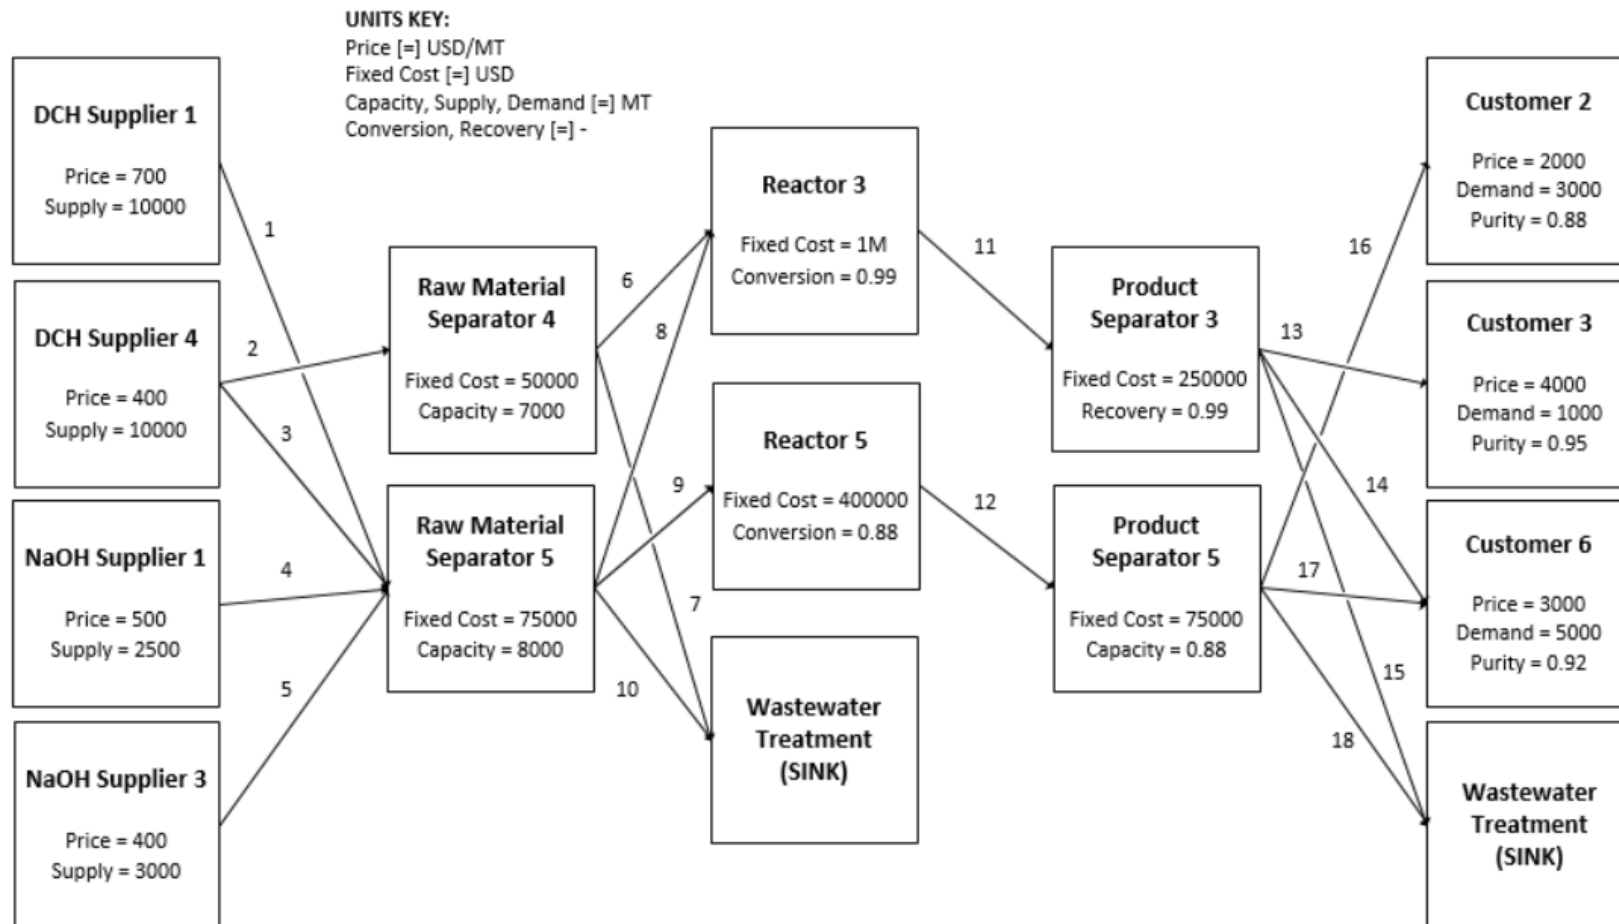 UNITS KEY:
Price [=] USD/MT
Fixed Cost [=] USD
Capacity, Supply, Demand [=] MT
Conversion, Recovery [=] -
DCH Supplier 1
Price = 700
Supply = 10000
DCH Supplier 4
Price = 400
Supply = 10000
NaOH Supplier 1
Price = 500
Supply = 2500
NaOH Supplier 3
Price = 400
Supply = 3000
1
2
3
4
5
Raw Material
Separator 4
Fixed Cost = 50000
Capacity = 7000
Raw Material
Separator 5
Fixed Cost = 75000
Capacity = 8000
6
8
9
7
10
Reactor 3
Fixed Cost = 1M
Conversion = 0.99
Reactor 5
Fixed Cost = 400000
Conversion = 0.88
Wastewater
Treatment
(SINK)
11
12
Product
Separator 3
Fixed Cost = 250000
Recovery = 0.99
Product
Separator 5
Fixed Cost = 75000
Capacity = 0.88
16
13
14
17
15
18
Customer 2
Price = 2000
Demand = 3000
Purity = 0.88
Customer 3
Price = 4000
Demand = 1000
Purity = 0.95
Customer 6
Price = 3000
Demand = 5000
Purity = 0.92
Wastewater
Treatment
(SINK)